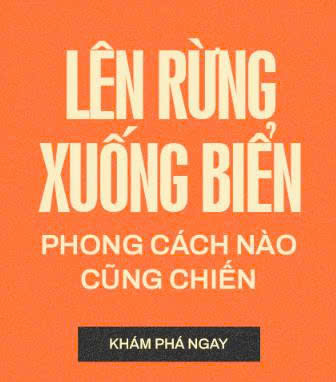 LÊN RỪNG
XUỐNG BIỂN
PHONG CÁCH NÀO
CŨNG CHIẾN
KHÁM PHÁ NGAY